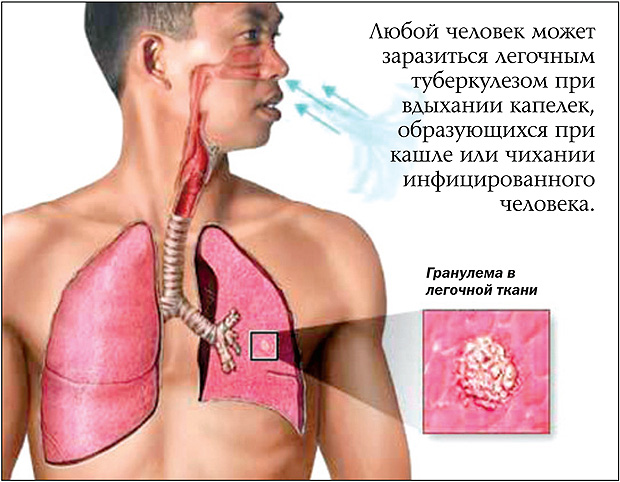 Любой человек может
заразиться легочным
туберкулезом при
вдыхании капелек,
образующихся при
кашле или чихании
инфицированного
человека.
Гранулема в
легочной ткани